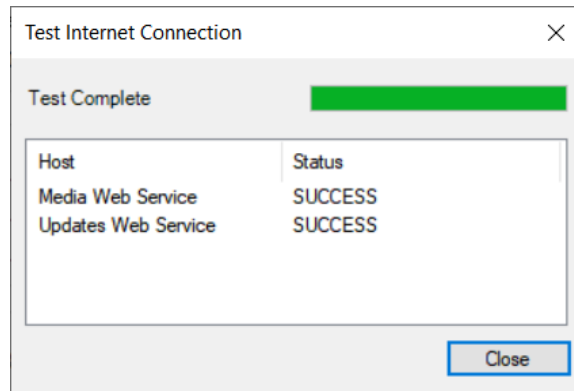 Test Internet Connection
Test Complete
Host Status
Media Web Service SUCCESS
Updates Web Service SUCCESS
Close